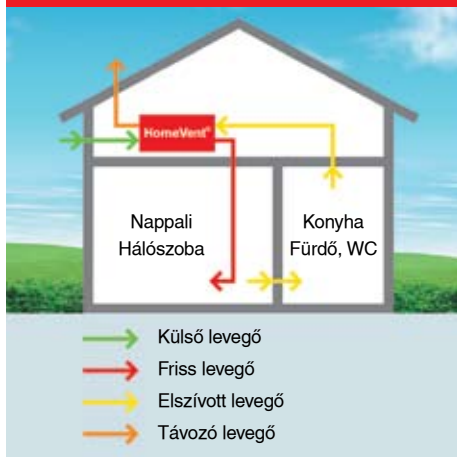 HomeVent®
Nappali
Hálószoba
Konyha
Fürdő, WC
Külső levegő
Friss levegő
Elszívott levegő
Távozó levegő